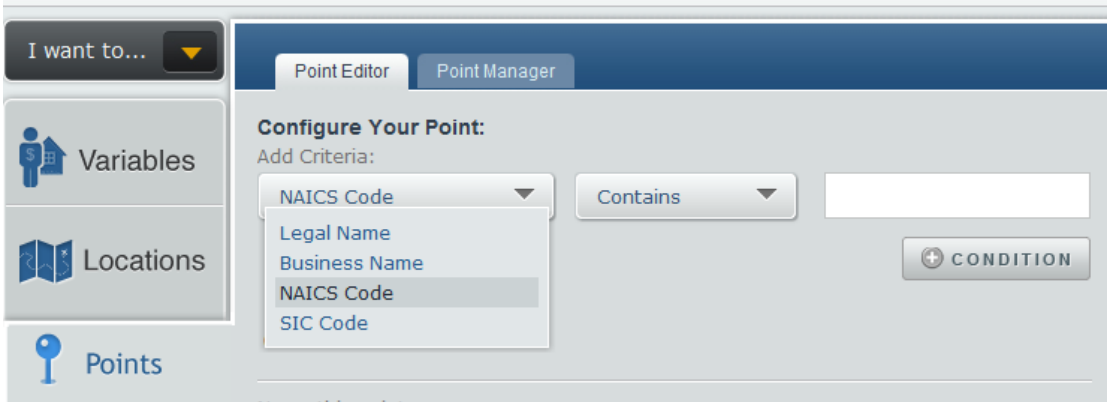 I want to...
Point Editor
Point Manager
Variables
Locations
Points
Configure Your Point:
Add Criteria:
NAICS Code
Contains
Legal Name
Business Name
NAICS Code
SIC Code
CONDITION